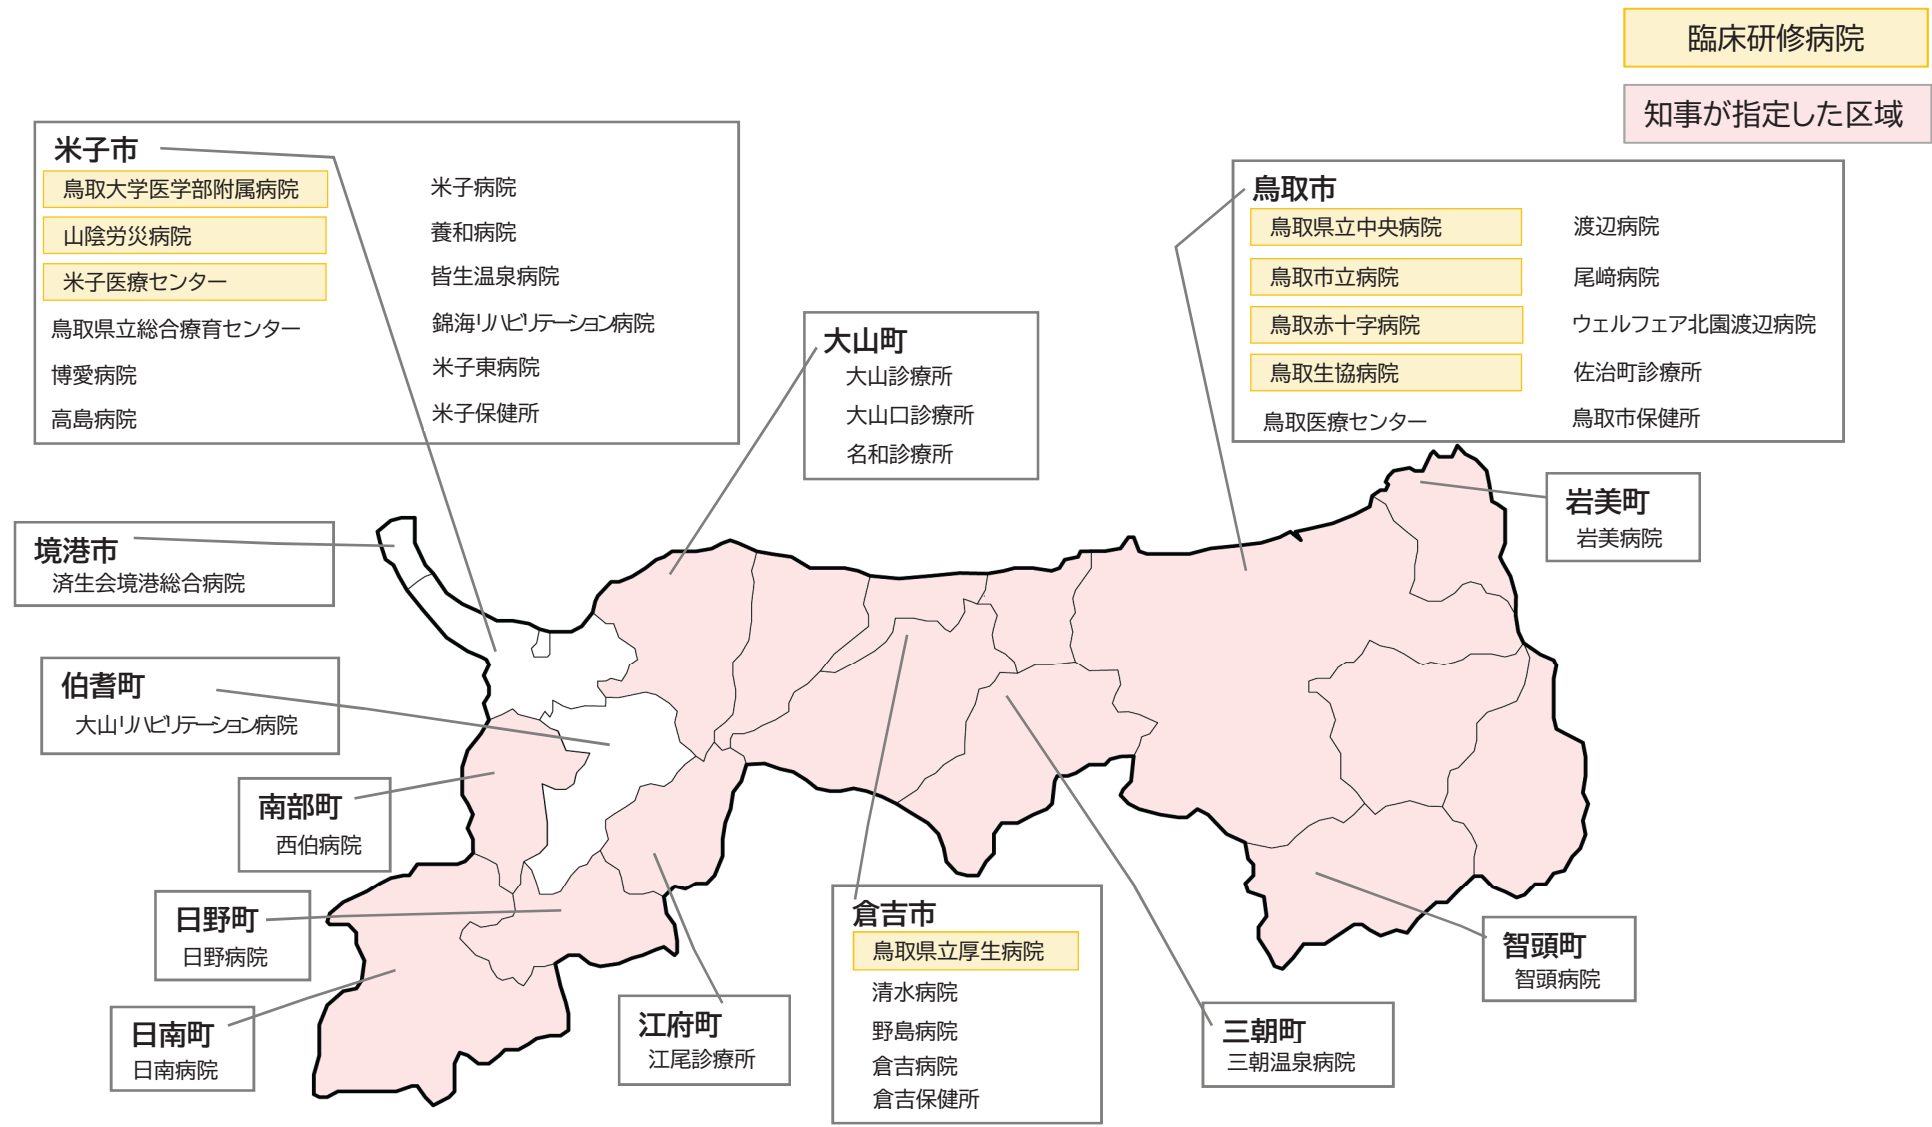 臨床研修病院
知事が指定した区域
米子市
鳥取大学医学部附属病院
山陰労災病院
米子医療センター
鳥取県立総合療育センター
博愛病院
高島病院
米子病院
養和病院
皆生温泉病院
錦海リハビリテーション病院
米子東病院
米子保健所
大山町
大山診療所
大山口診療所
名和診療所
鳥取市
鳥取県立中央病院
鳥取市立病院
鳥取赤十字病院
鳥取生協病院
鳥取医療センター
渡辺病院
尾﨑病院
ウェルフェア北園渡辺病院
佐治町診療所
鳥取市保健所
岩美町
岩美病院
境港市
済生会境港総合病院
伯耆町
大山リハビリテーション病院
南部町
西伯病院
日野町
日野病院
日南町
日南病院
江府町
江尾診療所
倉吉市
鳥取県立厚生病院
清水病院
野島病院
倉吉病院
倉吉保健所
三朝町
三朝温泉病院
智頭町
智頭病院